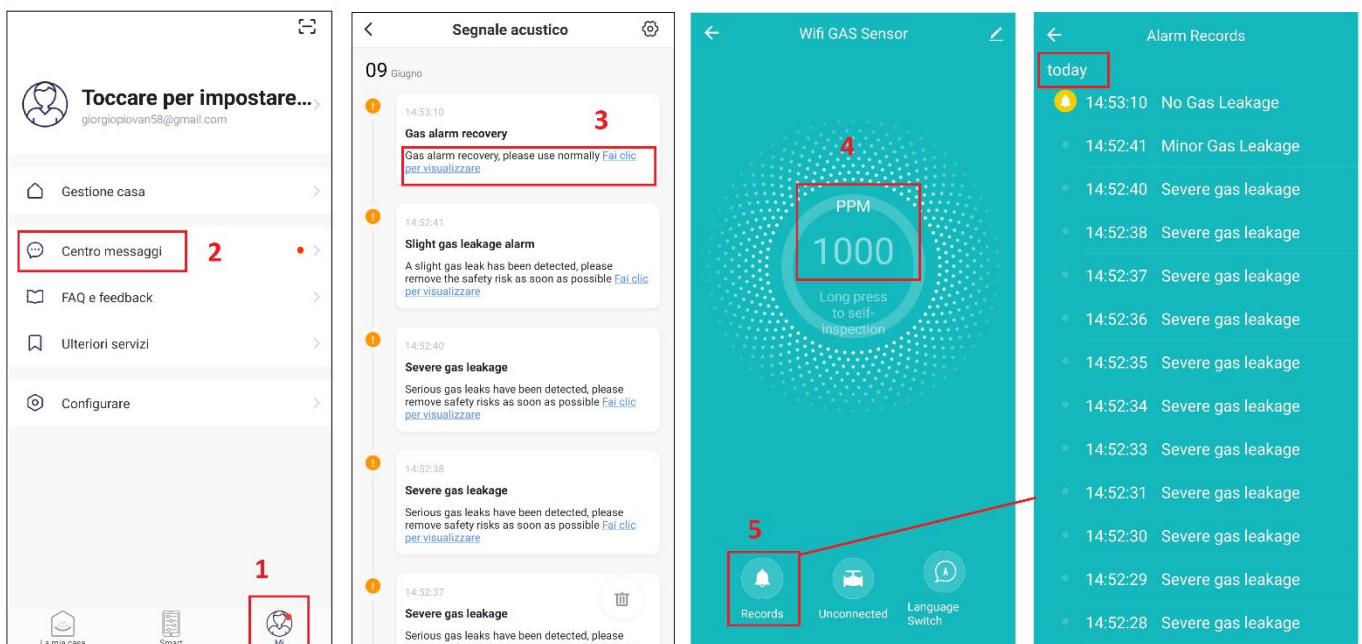 Toccare per impostare...
giorgiopiovan58@gmail.com
Gestione casa
Centro messaggi
2
FAQ e feedback
Ulteriori servizi
Configurare
1
La mia casa
Smart
Mi
Segnale acustico
09 Giugno
14:53:10
3
Gas alarm recovery
Gas alarm recovery, please use normally Fai clic
per visualizzare
14:52:41
Slight gas leakage alarm
A slight gas leak has been detected, please
remove the safety risk as soon as possible Fai clic
per visualizzare
14:52:40
Severe gas leakage
Serious gas leaks have been detected, please
remove safety risks as soon as possible Fai clic
per visualizzare
14:52:38
Severe gas leakage
Serious gas leaks have been detected, please
remove safety risks as soon as possible Fai clic
per visualizzare
14:52:37
Severe gas leakage
Serious gas leaks have been detected, please
Wifi GAS Sensor
4
PPM
1000
Long press
to self-
inspection
5
Records
Unconnected
Language
Switch
Alarm Records
today
14:53:10 No Gas Leakage
14:52:41 Minor Gas Leakage
14:52:40 Severe gas leakage
14:52:38 Severe gas leakage
14:52:37 Severe gas leakage
14:52:36 Severe gas leakage
14:52:35 Severe gas leakage
14:52:34 Severe gas leakage
14:52:33 Severe gas leakage
14:52:31 Severe gas leakage
14:52:30 Severe gas leakage
14:52:29 Severe gas leakage
14:52:28 Severe gas leakage